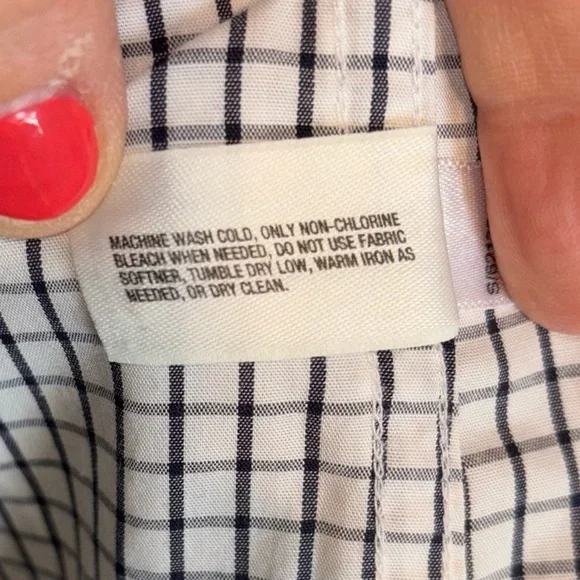 MACHINE WASH COLD, ONLY NON-CHLORINE
BLEACH WHEN NEEDED, DO NOT USE FABRIC
SOFTNER, TUMBLE DRY LOW, WARM IRON AS
NEEDED, OR DRY CLEAN.